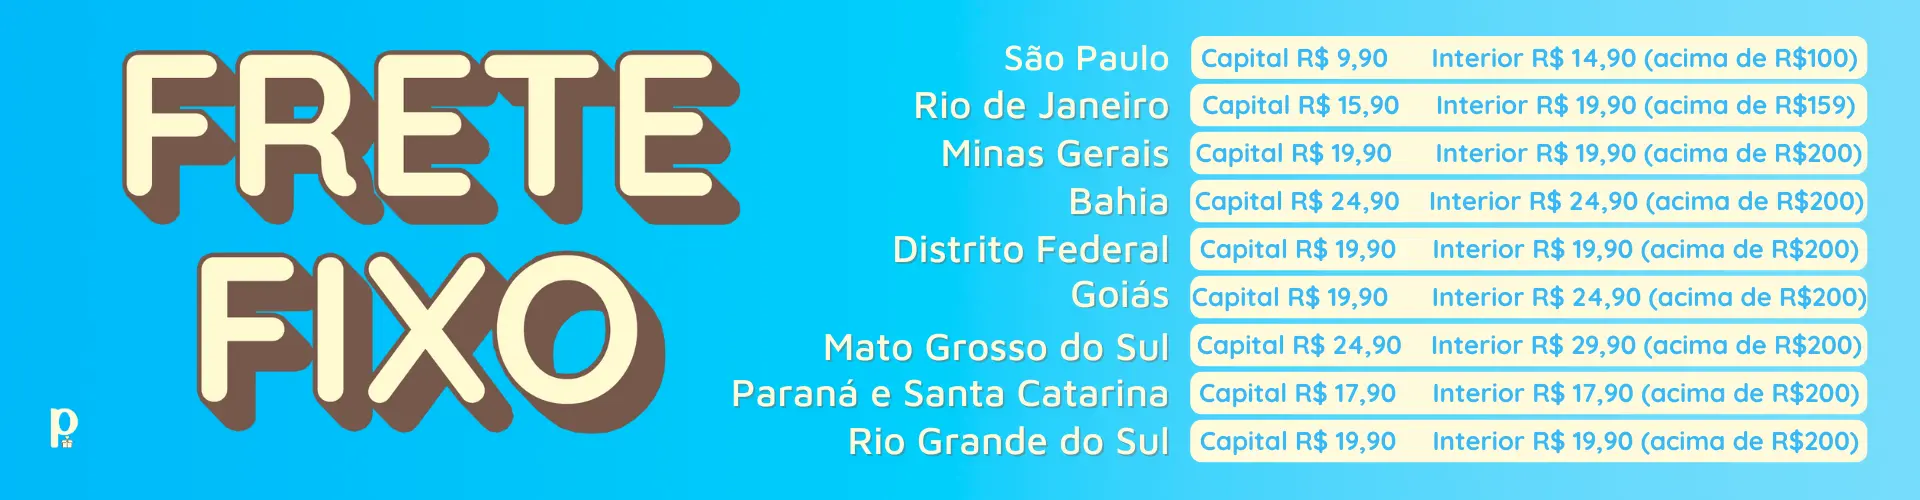 FRETE
FIXO
p
São Paulo Capital R$ 9,90 Interior R$ 14,90 (acima de R$100)
Rio de Janeiro Capital R$ 15,90 Interior R$ 19,90 (acima de R$159)
Minas Gerais Capital R$ 19,90 Interior R$ 19,90 (acima de R$200)
Bahia Capital R$ 24,90 Interior R$ 24,90 (acima de R$200)
Distrito Federal Capital R$ 19,90 Interior R$ 19,90 (acima de R$200)
Goiás Capital R$ 19,90 Interior R$ 24,90 (acima de R$200)
Mato Grosso do Sul Capital R$ 24,90 Interior R$ 29,90 (acima de R$200)
Paraná e Santa Catarina Capital R$ 17,90 Interior R$ 17,90 (acima de R$200)
Rio Grande do Sul Capital R$ 19,90 Interior R$ 19,90 (acima de R$200)